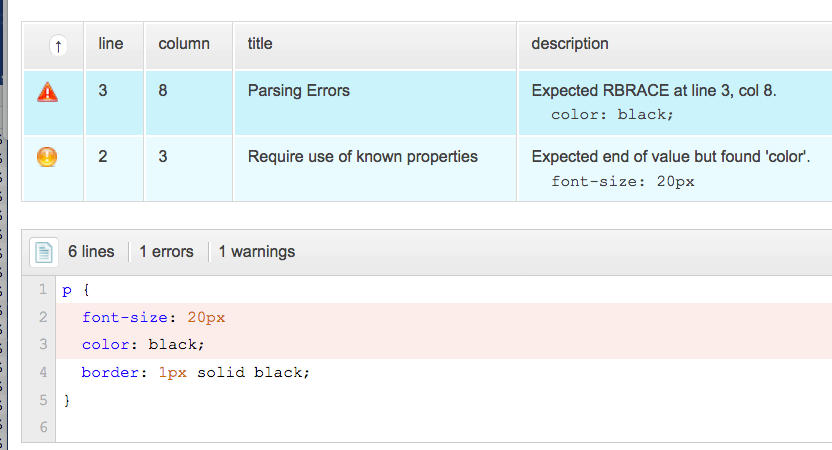 ↑ line column title description
3 8 Parsing Errors Expected RBRACE at line 3, col 8.
color: black;
2 3 Require use of known properties Expected end of value but found 'color'.
font-size: 20px
6 lines 1 errors 1 warnings
1 p {
2 font-size: 20px
3 color: black;
4 border: 1px solid black;
5 }
6